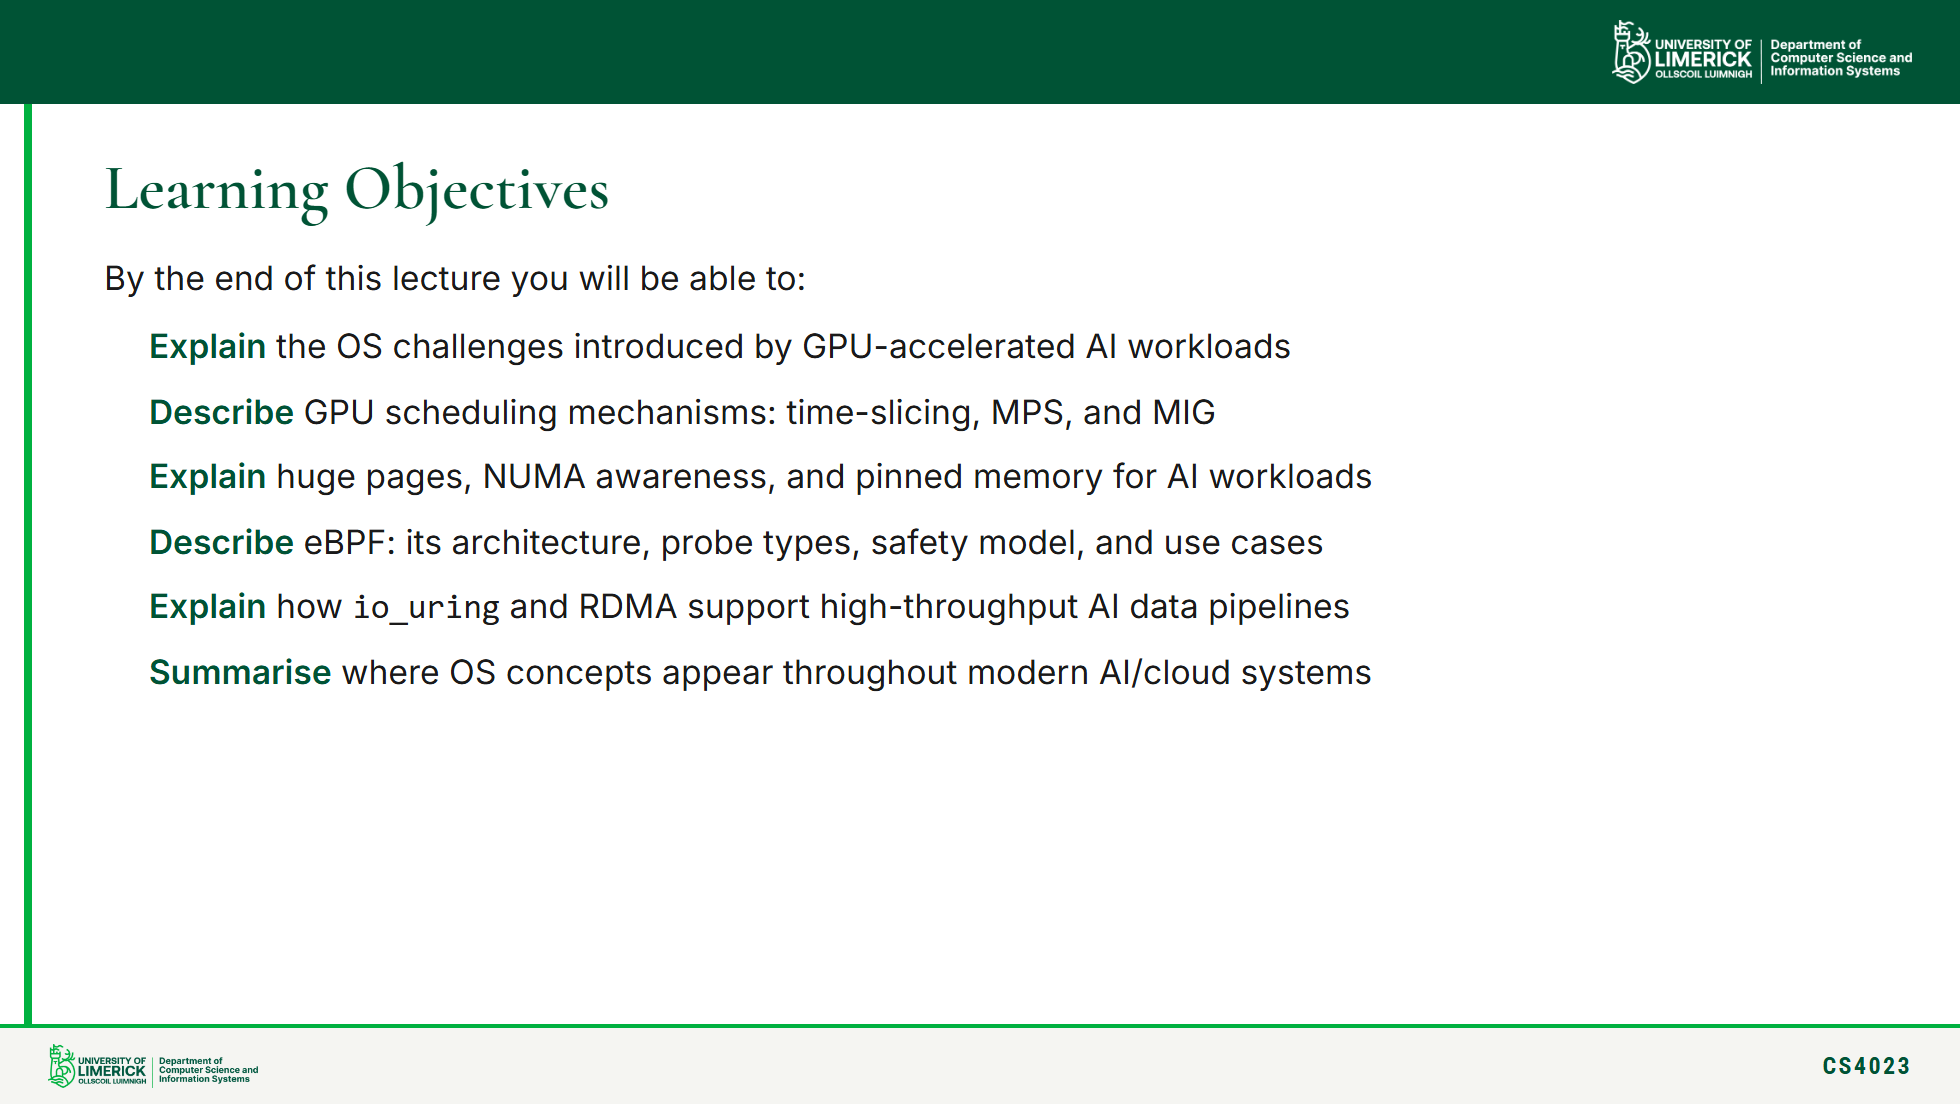 UNIVERSITY OF
LIMERICK
OLLSCOIL LUIMNIGH
Department of
Computer Science and
Information Systems
Learning Objectives
By the end of this lecture you will be able to:
Explain the OS challenges introduced by GPU-accelerated AI workloads
Describe GPU scheduling mechanisms: time-slicing, MPS, and MIG
Explain huge pages, NUMA awareness, and pinned memory for AI workloads
Describe eBPF: its architecture, probe types, safety model, and use cases
Explain how io_uring and RDMA support high-throughput AI data pipelines
Summarise where OS concepts appear throughout modern AI/cloud systems
UNIVERSITY OF
LIMERICK
OLLSCOIL LUIMNIGH
Department of
Computer Science and
Information Systems
CS4023